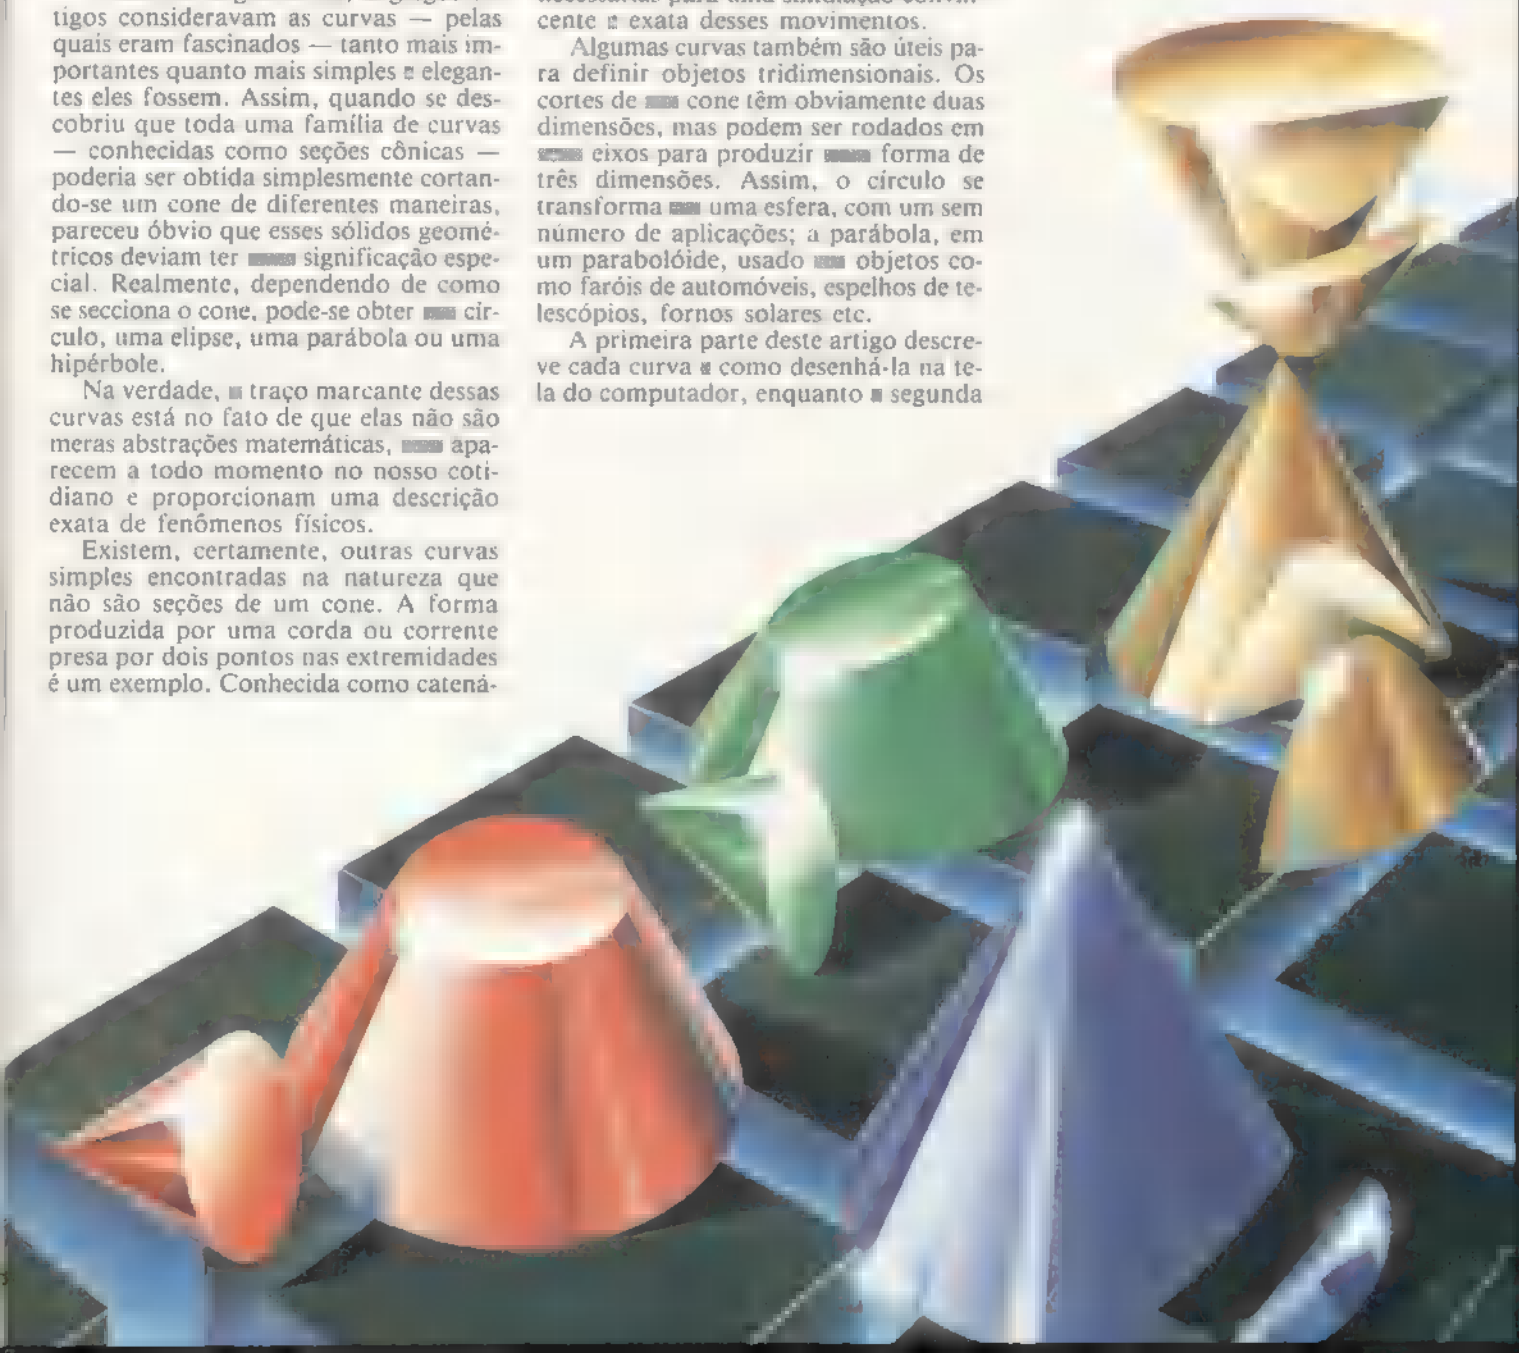 tigos consideravam as curvas — pelas
quais eram fascinados — tanto mais im-
portantes quanto mais simples elegan-
tes eles fossem. Assim, quando se des-
cobriu que toda uma família de curvas
— conhecidas como seções cônicas —
poderia ser obtida simplesmente cortan-
do-se um cone de diferentes maneiras,
pareceu óbvio que esses sólidos geomé-
tricos deviam ter significação espe-
cial. Realmente, dependendo de como
se secciona o cone, pode-se obter cír-
culo, uma elipse, uma parábola ou uma
hipérbole.
Na verdade, traço marcante dessas
curvas está no fato de que elas não são
meras abstrações matemáticas, apa-
recem a todo momento no nosso coti-
diano e proporcionam uma descrição
exata de fenômenos físicos.
Existem, certamente, outras curvas
simples encontradas na natureza que
não são seções de um cone. A forma
produzida por uma corda ou corrente
presa por dois pontos nas extremidades
é um exemplo. Conhecida como catená-
cente exata desses movimentos.
Algumas curvas também são úteis pa-
ra definir objetos tridimensionais. Os
cortes de cone têm obviamente duas
dimensões, mas podem ser rodados em
eixos para produzir forma de
três dimensões. Assim, o círculo se
transforma uma esfera, com um sem
número de aplicações; a parábola, em
um parabolóide, usado objetos co-
mo faróis de automóveis, espelhos de te-
lescópios, fornos solares etc.
A primeira parte deste artigo descre-
ve cada curva como desenhá-la na te-
la do computador, enquanto segunda